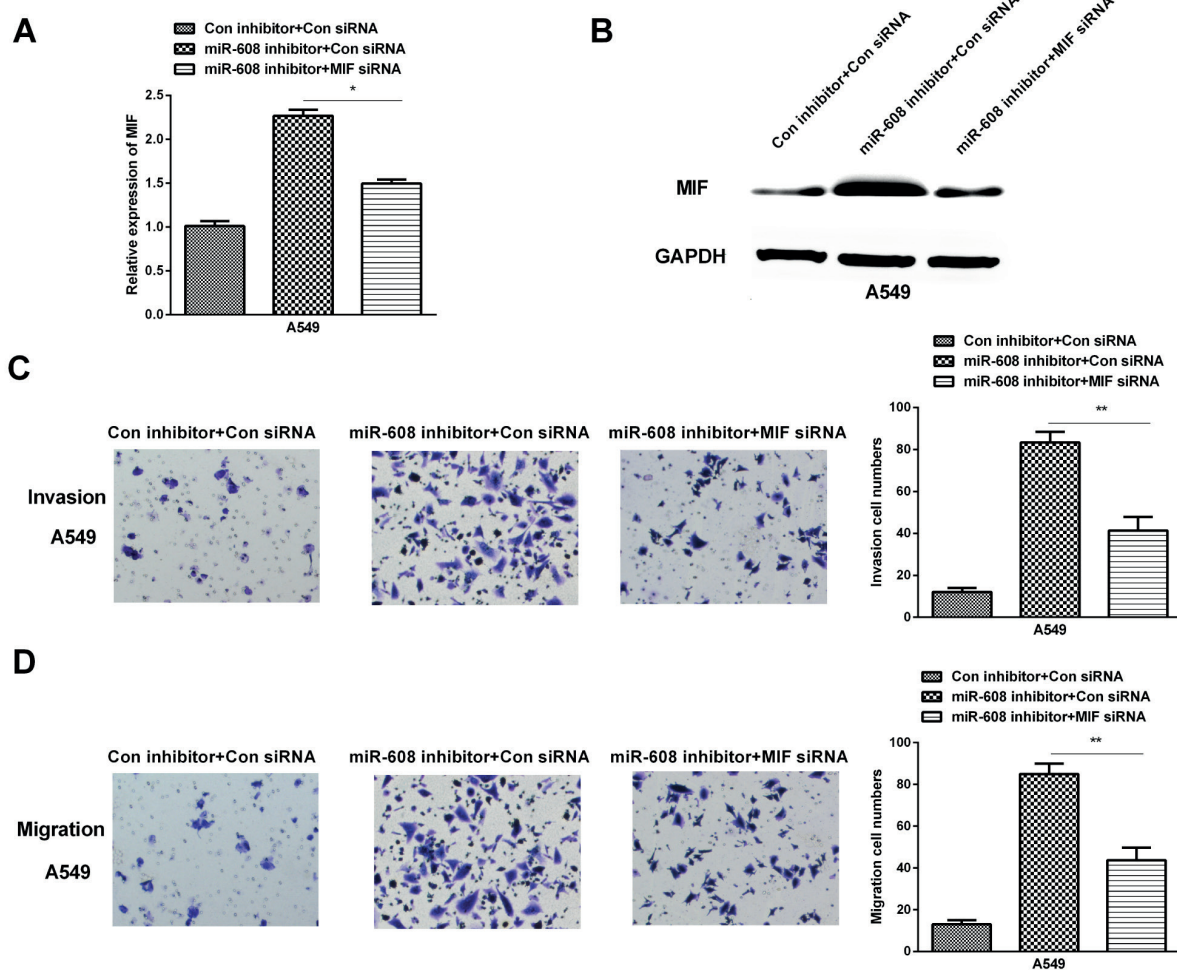 A
Con inhibitor+Con siRNA
miR-608 inhibitor+Con siRNA
miR-608 inhibitor+MIF siRNA
Relative expression of MIF
2.5
2.0
1.5
1.0
0.5
0.0
*
A549
B
Con inhibitor+Con siRNA
miR-608 inhibitor+Con siRNA
miR-608 inhibitor+MIF siRNA
MIF
GAPDH
A549
C
Con inhibitor+Con siRNA
miR-608 inhibitor+Con siRNA
miR-608 inhibitor+MIF siRNA
Invasion
A549
Con inhibitor+Con siRNA
miR-608 inhibitor+Con siRNA
miR-608 inhibitor+MIF siRNA
Invasion cell numbers
100
80
60
40
20
0
**
A549
D
Con inhibitor+Con siRNA
miR-608 inhibitor+Con siRNA
miR-608 inhibitor+MIF siRNA
Migration
A549
Con inhibitor+Con siRNA
miR-608 inhibitor+Con siRNA
miR-608 inhibitor+MIF siRNA
Migration cell numbers
100
80
60
40
20
0
**
A549